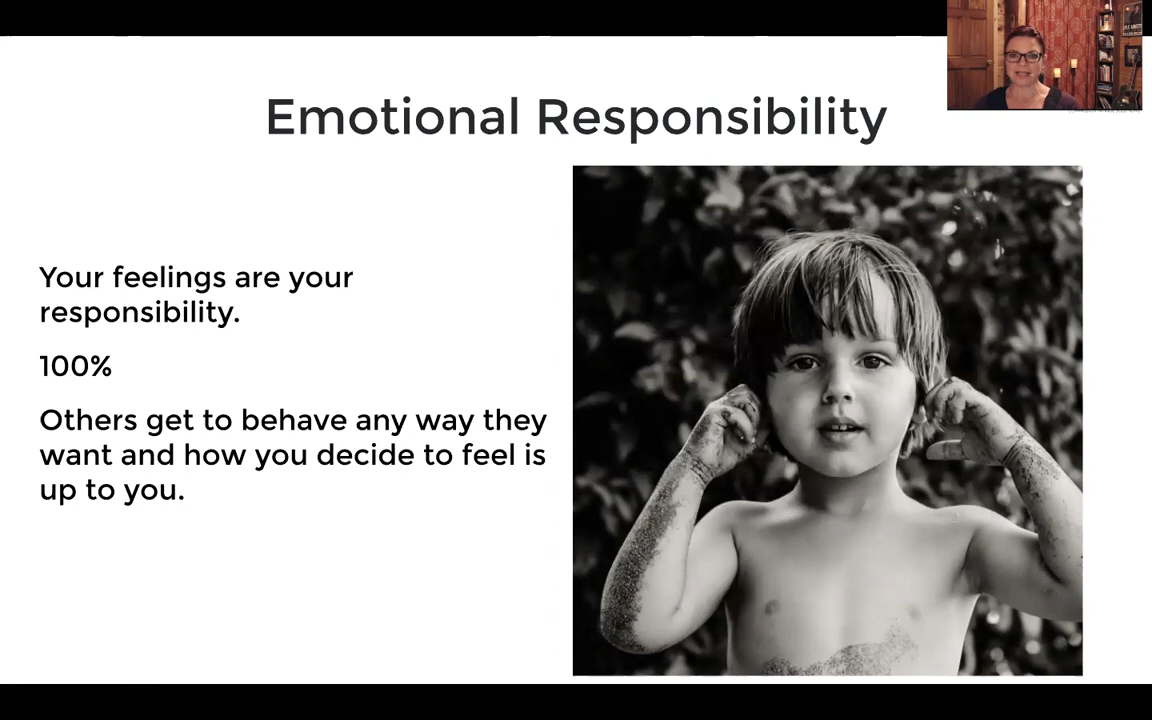 Emotional Responsibility
Your feelings are your
responsibility.
100%
Others get to behave any way they
want and how you decide to feel is
up to you.